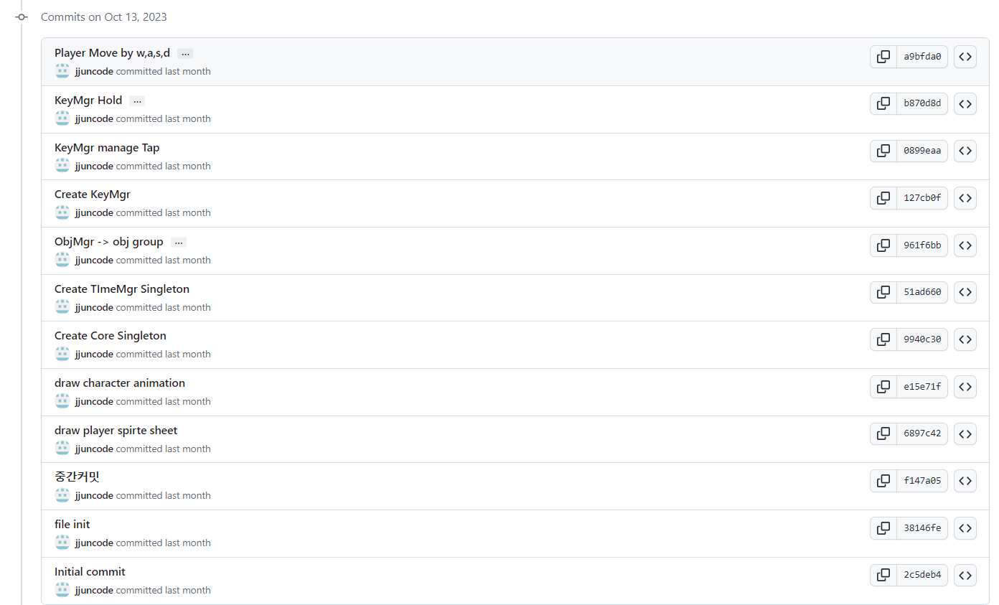 Commits on Oct 13, 2023
Player Move by w,a,s,d ...
a9bfda0
jjuncode committed last month
KeyMgr Hold ...
b870d8d
jjuncode committed last month
KeyMgr manage Tap
0899eaa
jjuncode committed last month
Create KeyMgr
127cb0f
jjuncode committed last month
ObjMgr -> obj group ...
961f6bb
jjuncode committed last month
Create TImeMgr Singleton
51ad660
jjuncode committed last month
Create Core Singleton
9940c30
jjuncode committed last month
draw character animation
e15e71f
jjuncode committed last month
draw player spirte sheet
6897c42
jjuncode committed last month
중간커밋
f147a05
jjuncode committed last month
file init
38146fe
jjuncode committed last month
Initial commit
2c5deb4
jjuncode committed last month